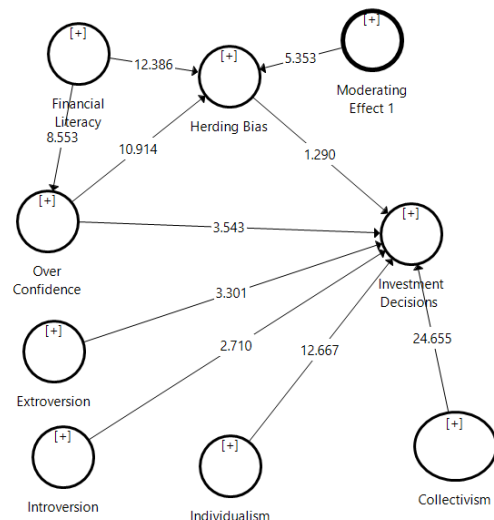 [+]
[+]
[+]
12.386
5.353
Financial
Literacy
Herding Bias
Moderating
Effect 1
8.553
10.914
1.290
[+]
[+]
3.543
Over
Confidence
Investment
Decisions
3.301
[+]
2.710
12.667
24.655
Extroversion
[+]
[+]
[+]
Introversion
Individualism
Collectivism